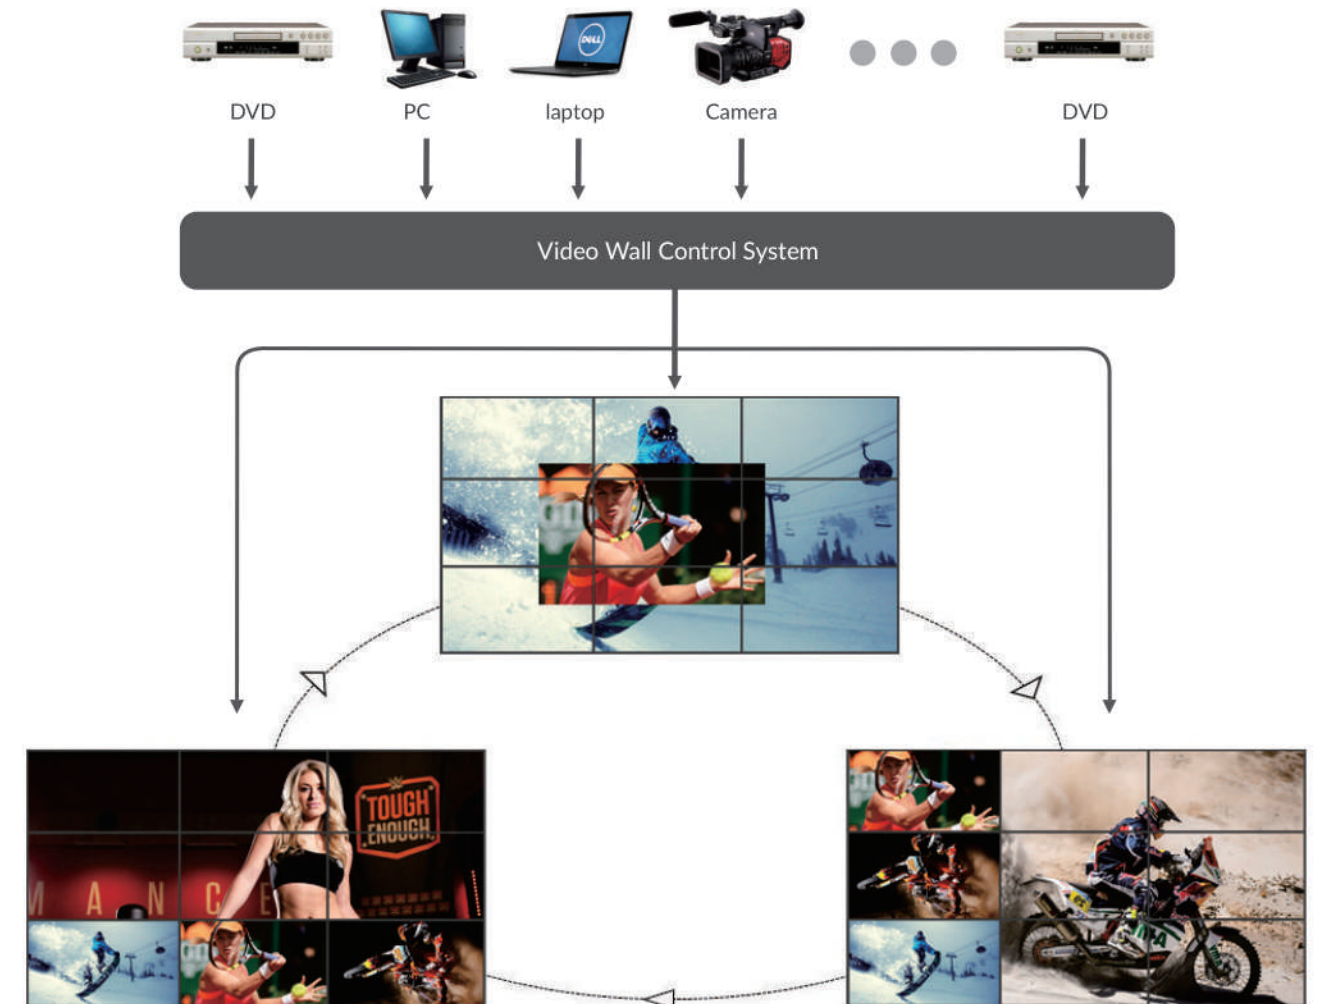 DELL
DVD
PC
laptop
Camera
DVD
Video Wall Control System
TOUGH
ENOUGH
M A N C E